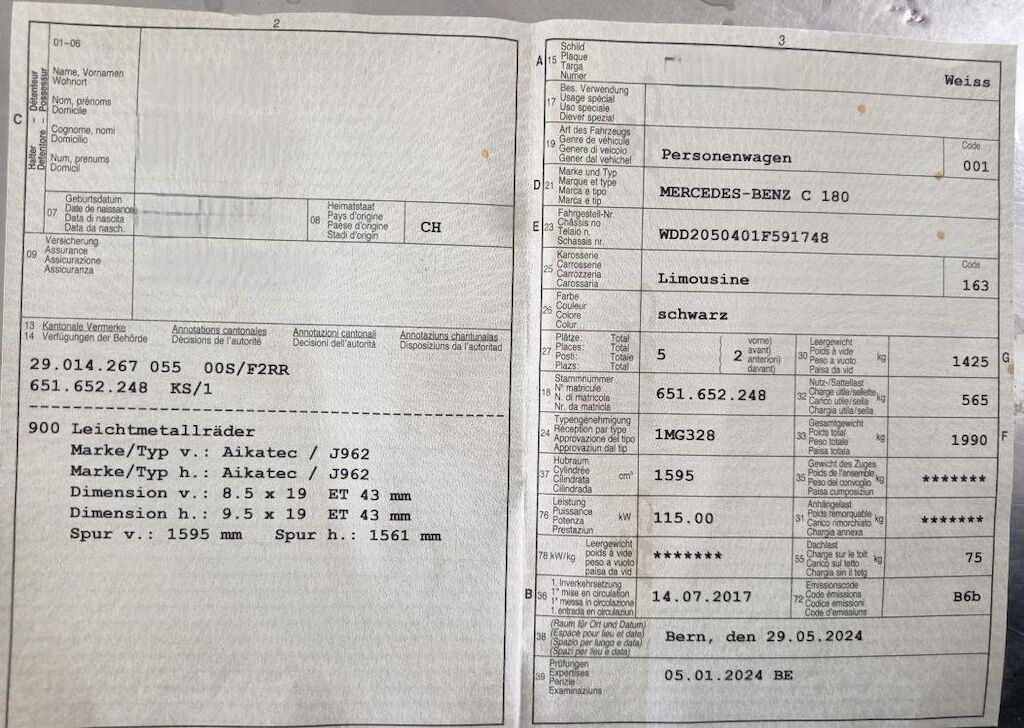 2
01-06
C
Halter - Détenteur
Detentore - Possessur
Name, Vornamen
Wohnort
Nom, prénoms
Domicile
Cognome, nomi
Domicilio
Num, prenums
Domicil
07
Geburtsdatum
Date de naissance
Data di nascita
Data da nasch.
08
Heimatstaat
Pays d'origine
Paese d'origine
Stadi d'origin
CH
09
Versicherung
Assurance
Assicurazione
Assicuranza
13 Kantonale Vermerke
14 Verfügungen der Behörde
Annotations cantonales
Décisions de l'autorité
Annotazioni cantonali
Decisioni dell'autorità
Annotaziuns chantunalas
Disposiziuns da l'autoritad
29.014.267 055 00S/F2RR
651.652.248 KS/1
900 Leichtmetallräder
Marke/Typ v.: Aikatec / J962
Marke/Typ h.: Aikatec / J962
Dimension v.: 8.5 x 19 ET 43 mm
Dimension h.: 9.5 x 19 ET 43 mm
Spur v.: 1595 mm Spur h.: 1561 mm
3
A 15
Schild
Plaque
Targa
Numer
Weiss
17
Bes. Verwendung
Usage spécial
Uso speciale
Diever spezial
19
Art des Fahrzeugs
Genre de véhicule
Genere di veicolo
Gener dal vehichel
Personenwagen
Code
001
D 21
Marke und Typ
Marque et type
Marca e tipo
Marca e tip
MERCEDES-BENZ C 180
E 23
Fahrgestell-Nr.
Châssis no
Telaio n.
Schassis nr.
WDD2050401F591748
25
Karosserie
Carrosserie
Carrozzeria
Carossaria
Limousine
Code
163
26
Farbe
Couleur
Colore
Colur
schwarz
27
Plätze: Total
Places: Total
Posti: Totale
Plazs: Total
5
2
vorne)
avant)
anteriori)
davant)
30
Leergewicht
Poids à vide
Peso a vuoto
Paisa da vid
kg
1425
G
18
Stammnummer
N° matricule
N. di matricola
Nr. da matricla
651.652.248
32
Nutz-/Sattellast
Charge utile/sellette
Carico utile/sella
Chargia utila/sella
kg
565
24
Typengenehmigung
Réception par type
Approvazione del tipo
Approvaziun dal tip
1MG328
33
Gesamtgewicht
Poids total
Peso totale
Paisa totala
kg
1990
F
37
Hubraum
Cylindrée
Cilindrata
Cilindrada
cm³
1595
35
Gewicht des Zuges
Poids de l'ensemble
Peso del convoglio
Paisa cumposiziun
kg
*******
76
Leistung
Puissance
Potenza
Prestaziun
kW
115.00
31
Anhängelast
Poids remorquable
Carico rimorchiato
Chargia annexa
kg
*******
78 kW/kg
Leergewicht
poids à vide
peso a vuoto
paisa da vid
*******
55
Dachlast
Charge sur le toit
Carico sul tetto
Chargia sin il tetg
kg
75
B 36
1. Inverkehrsetzung
1re mise en circulation
1a messa in circolazione
1. entrada en circulaziun
14.07.2017
72
Emissionscode
Code émissions
Codice emissioni
Code d'emissiuns
B6b
38
(Raum für Ort und Datum)
(Espace pour lieu et date)
(Spazio per luogo e data)
(Spazi per lieu e data)
Bern, den 29.05.2024
39
Prüfungen
Expertises
Perizie
Examinaziuns
05.01.2024 BE